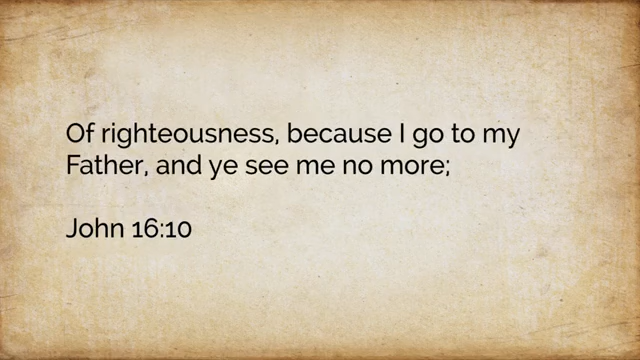 Of righteousness, because I go to my
Father, and ye see me no more;
John 16:10